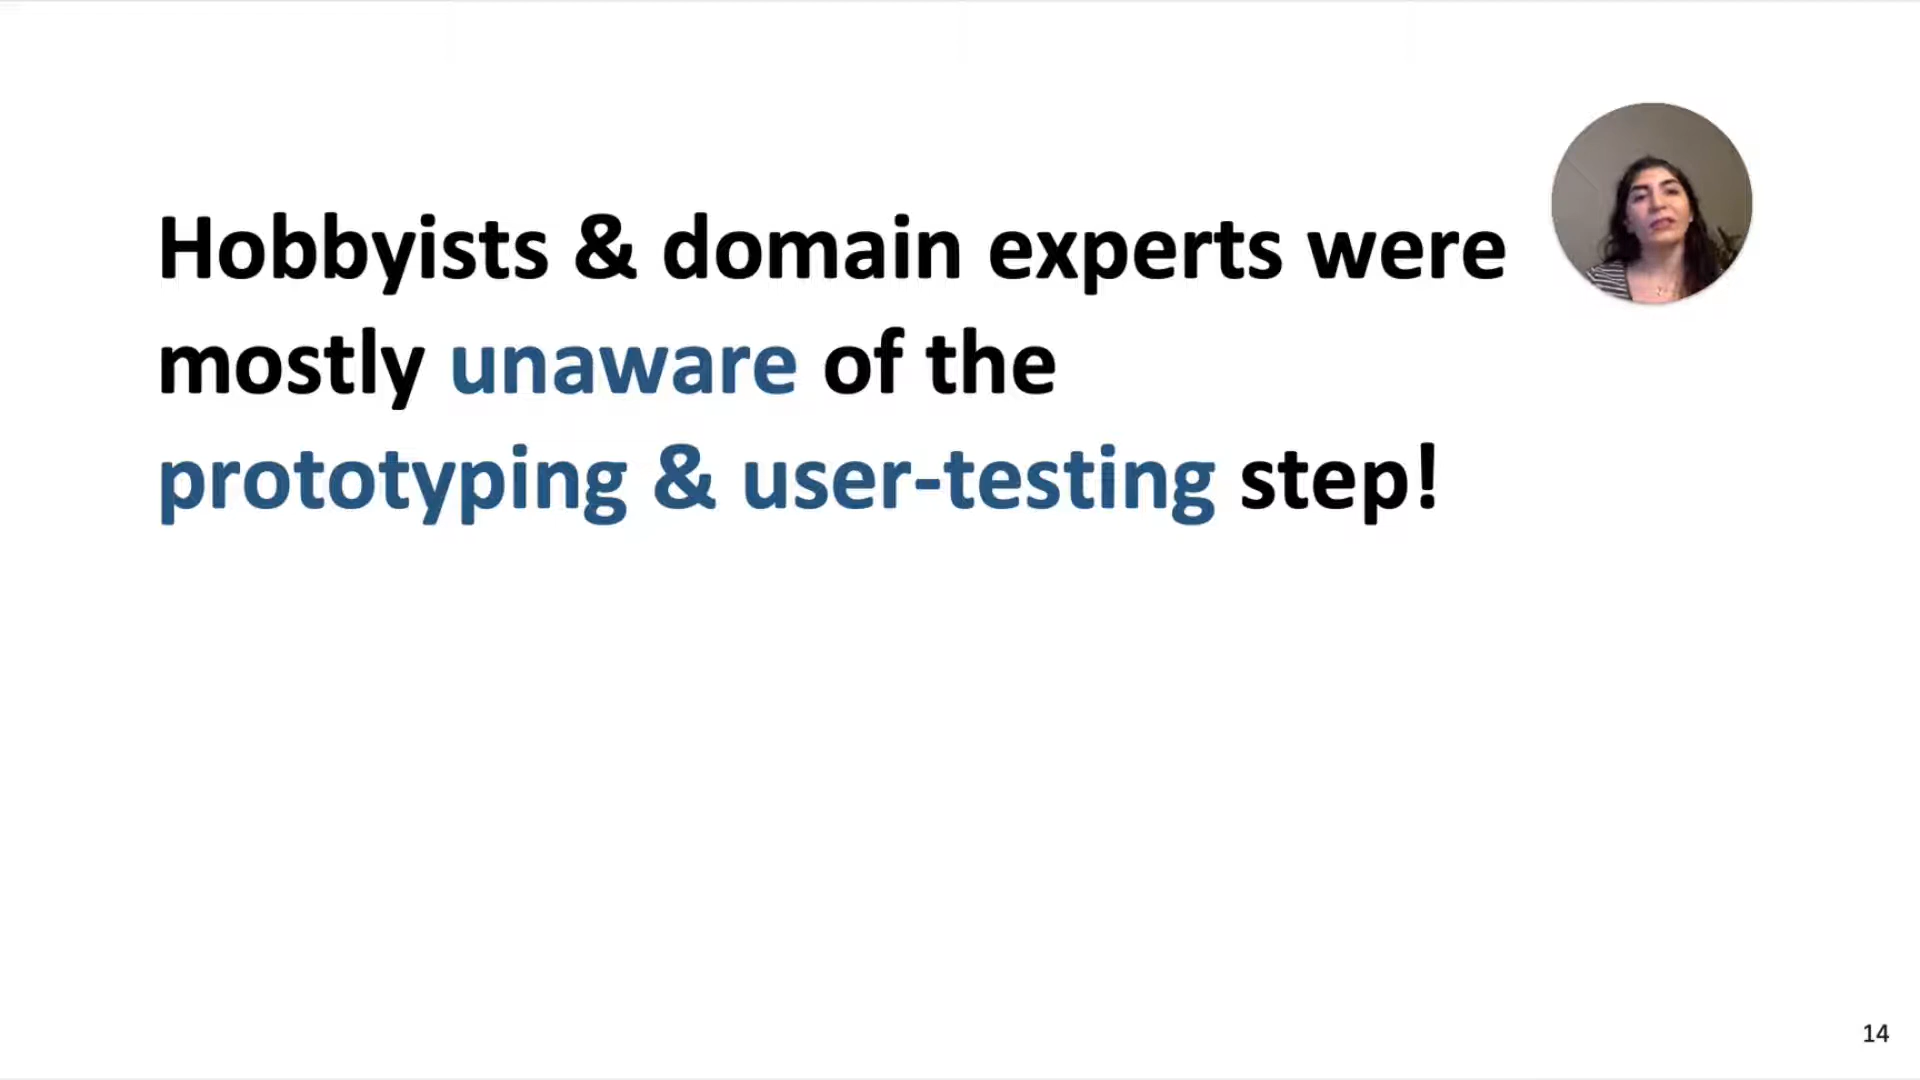 Hobbyists & domain experts were
mostly unaware of the
prototyping & user-testing step!
14